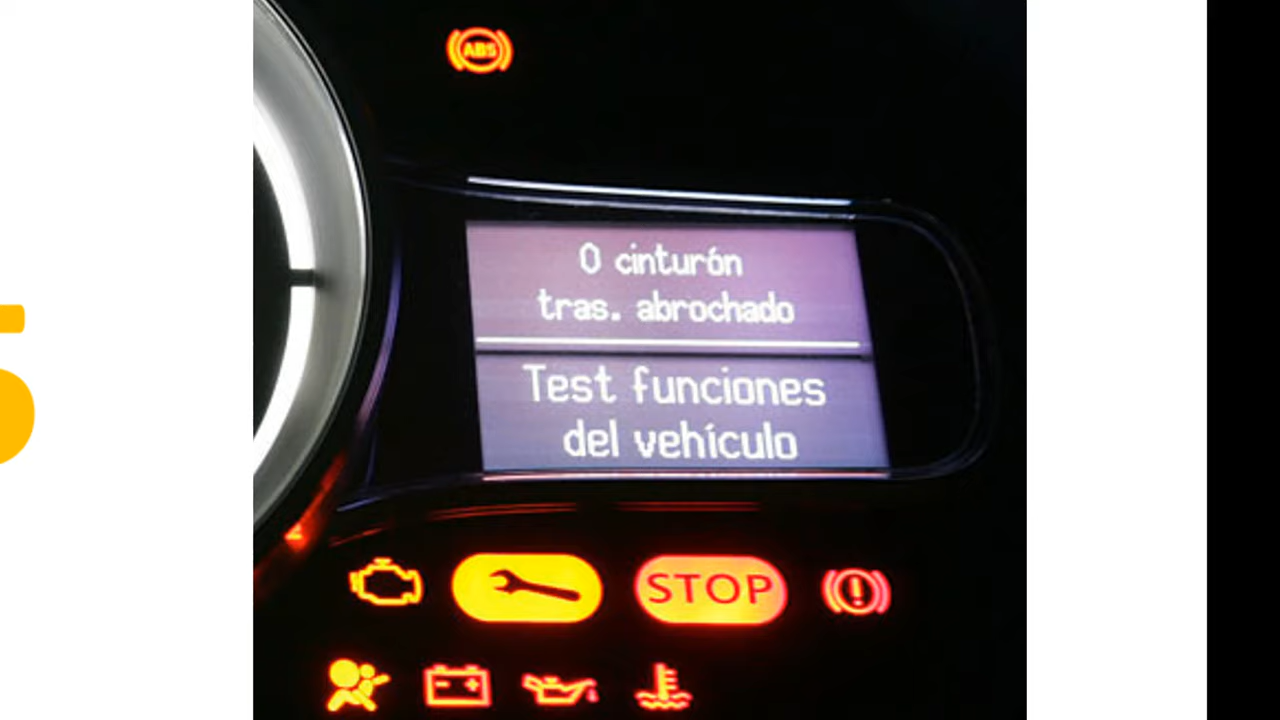 ABS
0 cinturón
tras. abrochado
Test funciones
del vehículo
STOP